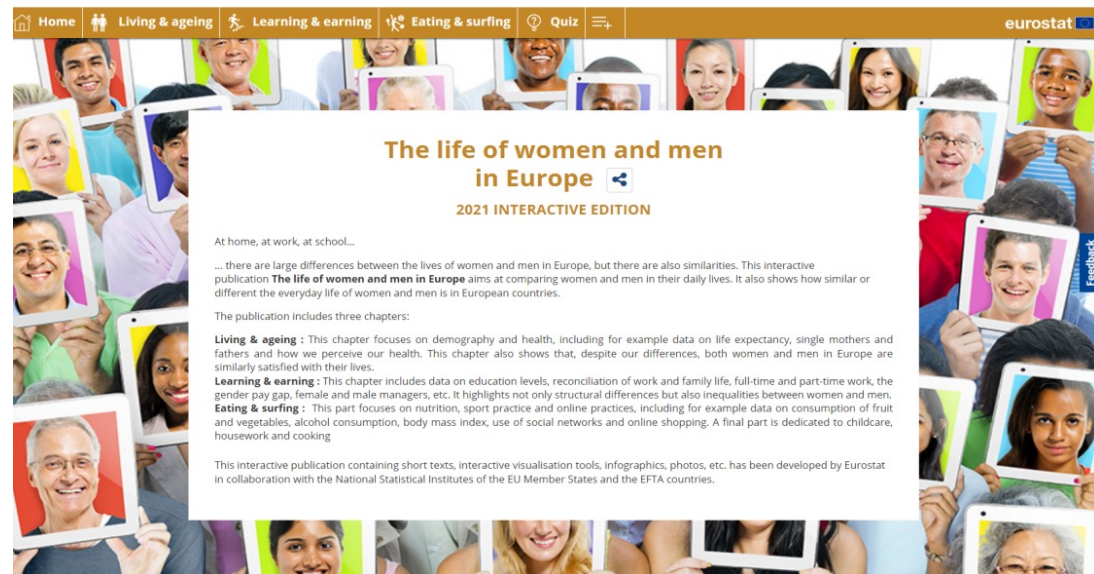 Home Living & ageing Learning & earning Eating & surfing Quiz eurostat
The life of women and men
in Europe
2021 INTERACTIVE EDITION
At home, at work, at school...
... there are large differences between the lives of women and men in Europe, but there are also similarities. This interactive
publication The life of women and men in Europe aims at comparing women and men in their daily lives. It also shows how similar or
different the everyday life of women and men is in European countries.
The publication includes three chapters:
Living & ageing : This chapter focuses on demography and health, including for example data on life expectancy, single mothers and
fathers and how we perceive our health. This chapter also shows that, despite our differences, both women and men in Europe are
similarly satisfied with their lives.
Learning & earning : This chapter includes data on education levels, reconciliation of work and family life, full-time and part-time work, the
gender pay gap, female and male managers, etc. It highlights not only structural differences but also inequalities between women and men.
Eating & surfing : This part focuses on nutrition, sport practice and online practices, including for example data on consumption of fruit
and vegetables, alcohol consumption, body mass index, use of social networks and online shopping. A final part is dedicated to childcare,
housework and cooking
This interactive publication containing short texts, interactive visualisation tools, infographics, photos, etc. has been developed by Eurostat
in collaboration with the National Statistical Institutes of the EU Member States and the EFTA countries.
Feedback